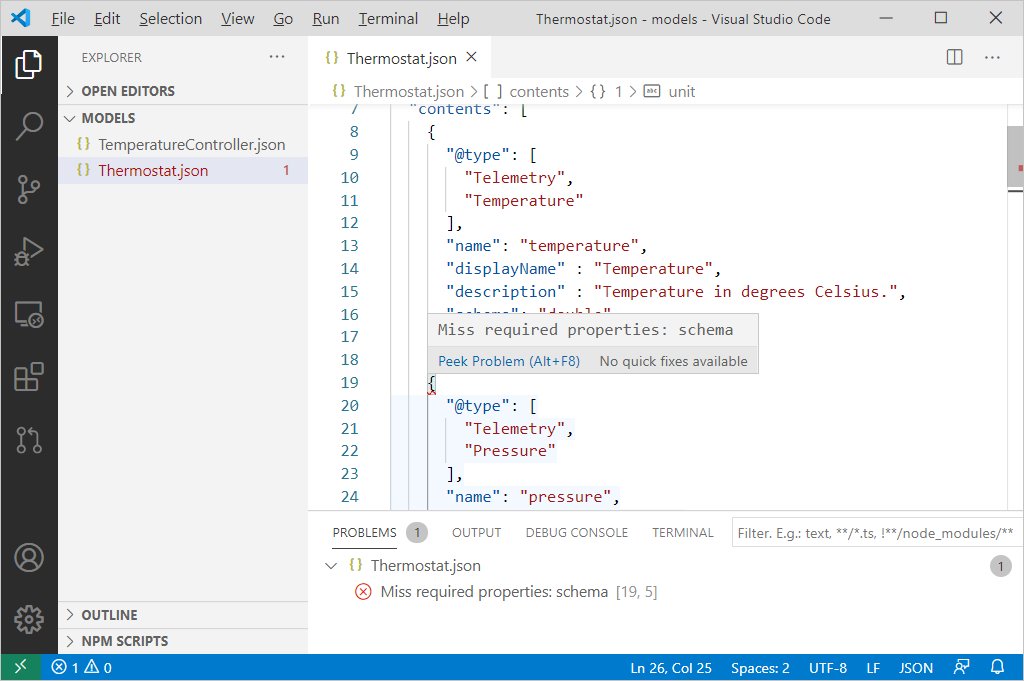 File Edit Selection View Go Run Terminal Help Thermostat.json - models - Visual Studio Code
EXPLORER ···
OPEN EDITORS
MODELS
{} TemperatureController.json
{} Thermostat.json 1
OUTLINE
NPM SCRIPTS
{} Thermostat.json
{} Thermostat.json > [ ] contents > {} 1 > abc unit
7 "contents": [
8 {
9 "@type": [
10 "Telemetry",
11 "Temperature"
12 ],
13 "name": "temperature",
14 "displayName" : "Temperature",
15 "description" : "Temperature in degrees Celsius.",
16 "schema": "double"
17
18
Miss required properties: schema
Peek Problem (Alt+F8) No quick fixes available
19 {
20 "@type": [
21 "Telemetry",
22 "Pressure"
23 ],
24 "name": "pressure",
PROBLEMS 1 OUTPUT DEBUG CONSOLE TERMINAL Filter. E.g.: text, **/*.ts, !**/node_modules/**
{} Thermostat.json 1
Miss required properties: schema [19, 5]
1 0 Ln 26, Col 25 Spaces: 2 UTF-8 LF JSON